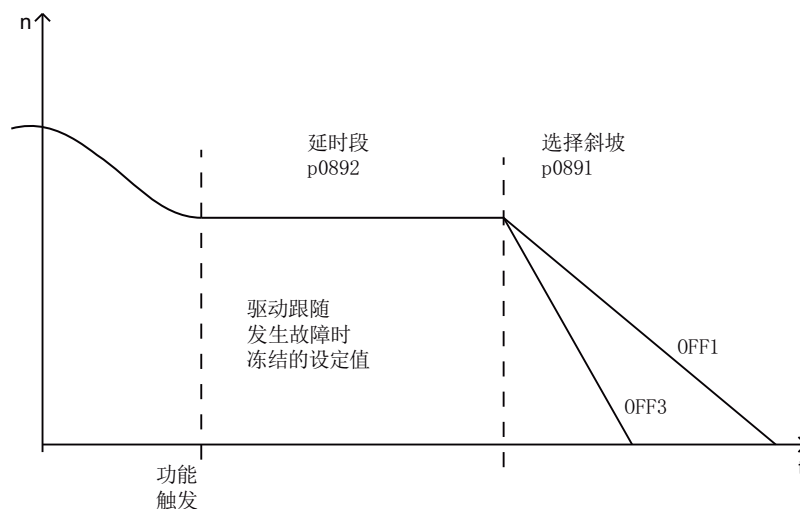 n
延时段
p0892
选择斜坡
p0891
驱动跟随
发生故障时
冻结的设定值
OFF1
OFF3
功能
触发